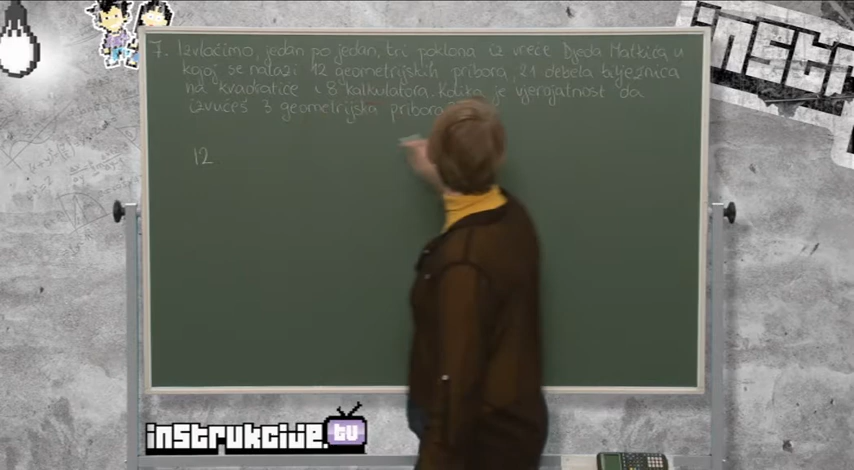 7. Izvlačimo, jedan po jedan, tri poklona iz vreće Djeda Matkića u
kojoj se nalazi 12 geometrijskih pribora, 21 debela bilježnica
na kvadratiće i 8 kalkulatora. Kolika je vjerojatnost da
izvučeš 3 geometrijska pribora
12
instrukcije.tv